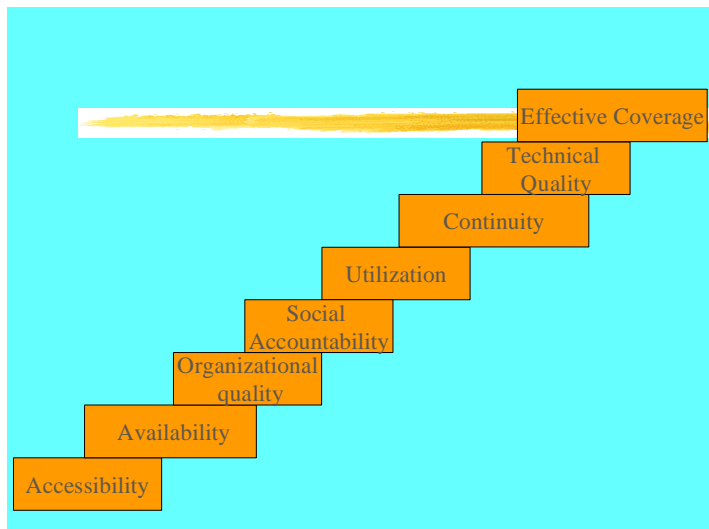 Effective Coverage
Technical
Quality
Continuity
Utilization
Social
Accountability
Organizational
quality
Availability
Accessibility